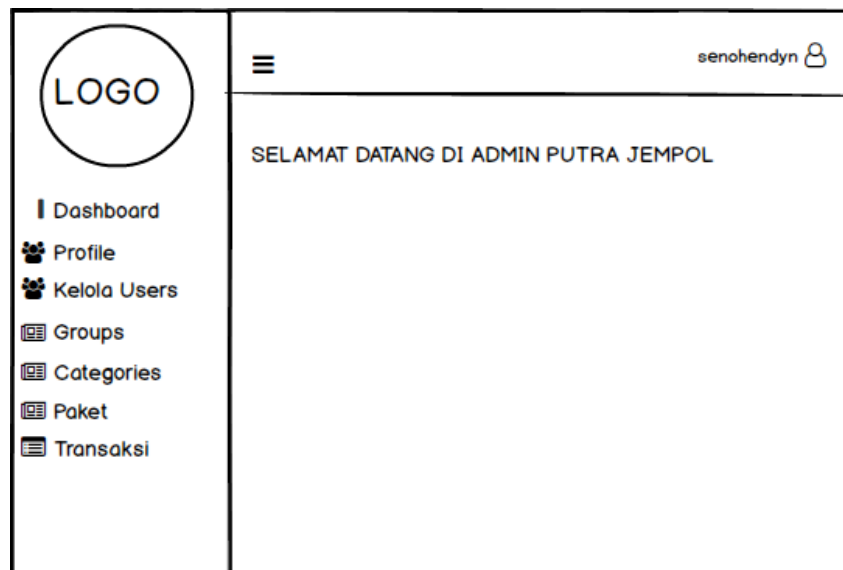 LOGO
Dashboard
Profile
Kelola Users
Groups
Categories
Paket
Transaksi
senohendyn
SELAMAT DATANG DI ADMIN PUTRA JEMPOL